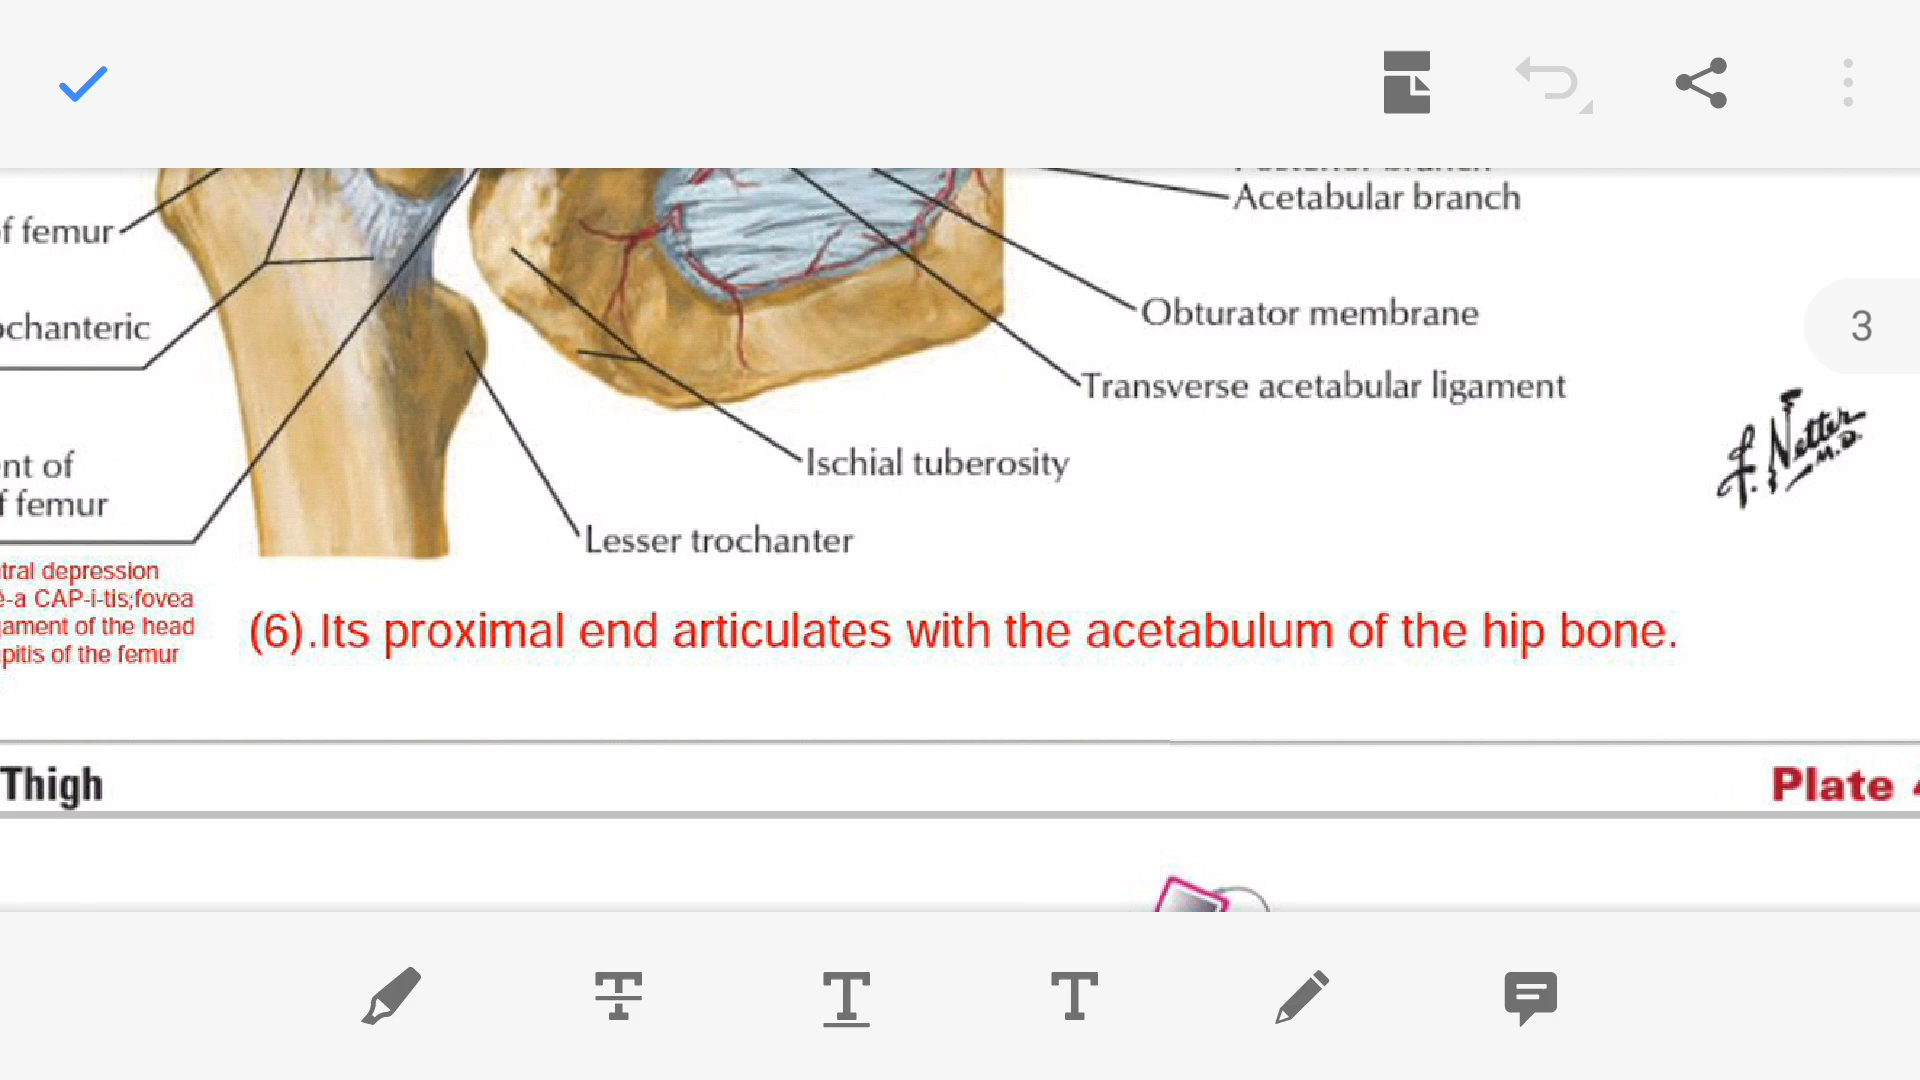 Acetabular branch
f femur
Obturator membrane
ochanteric
3
Transverse acetabular ligament
F. Netter
M.D.
nt of
f femur
Ischial tuberosity
Lesser trochanter
tral depression
-a CAP-i-tis;fovea
ament of the head
pitis of the femur
(6).Its proximal end articulates with the acetabulum of the hip bone.
Thigh
Plate